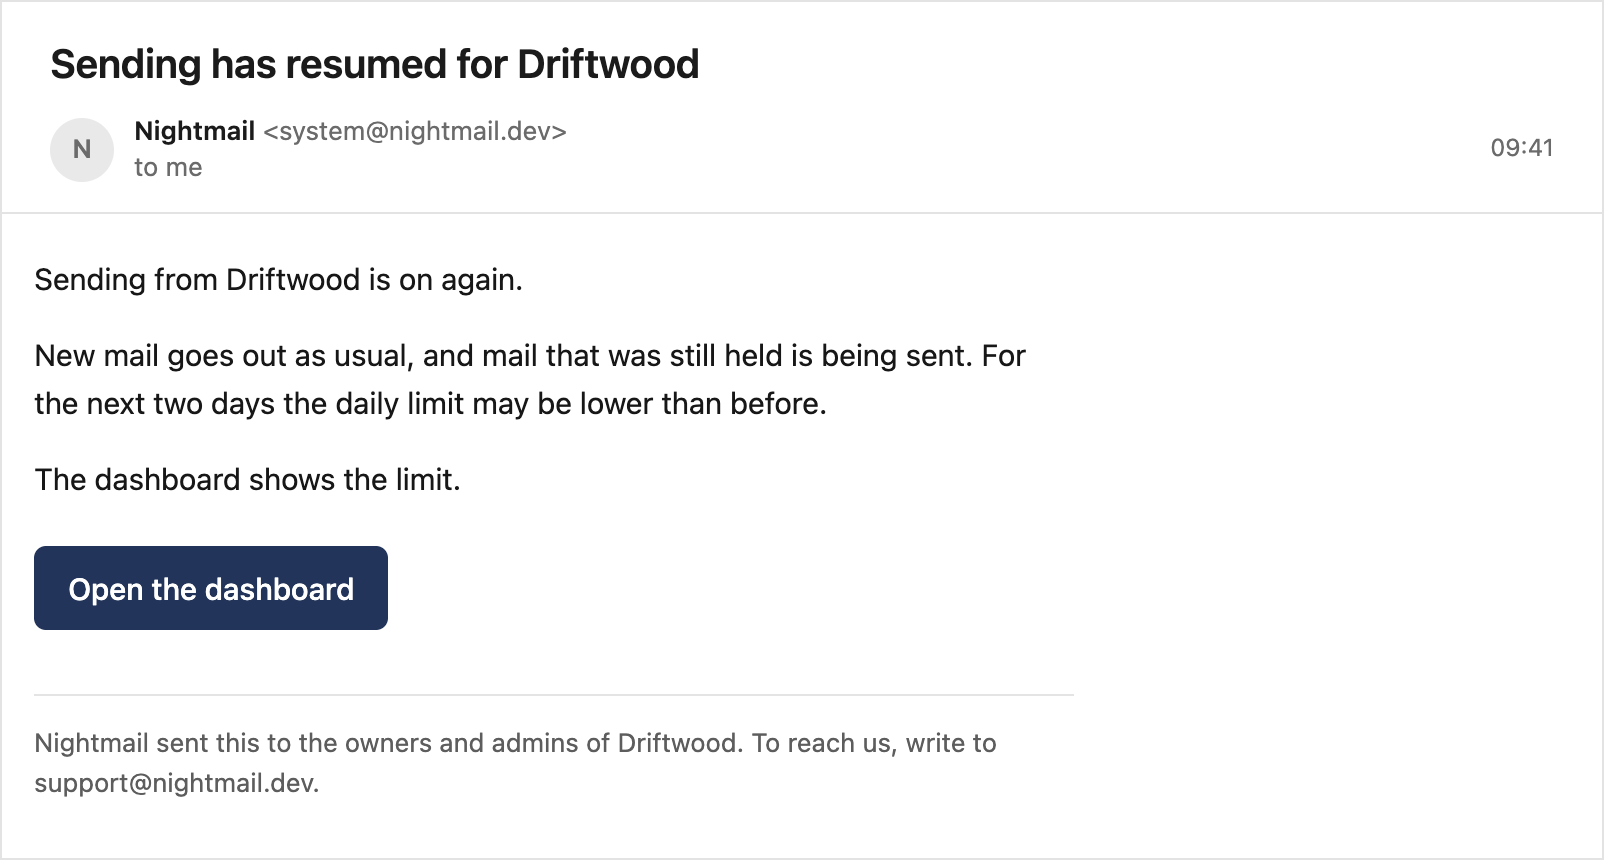 Sending has resumed for Driftwood
N
Nightmail <system@nightmail.dev>
to me
09:41
Sending from Driftwood is on again.
New mail goes out as usual, and mail that was still held is being sent. For
the next two days the daily limit may be lower than before.
The dashboard shows the limit.
Open the dashboard
Nightmail sent this to the owners and admins of Driftwood. To reach us, write to
support@nightmail.dev.